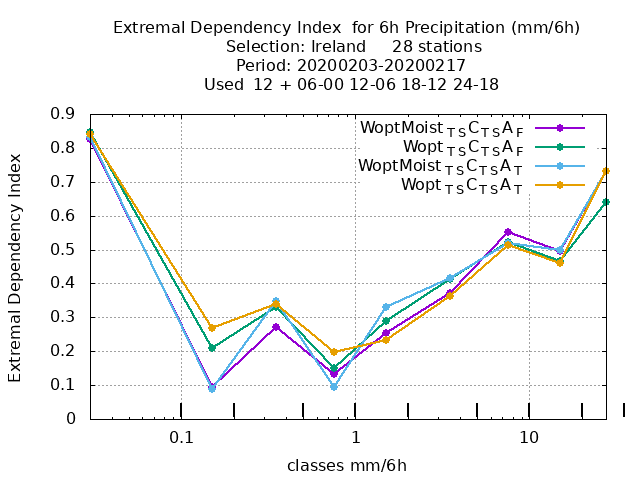 Extremal Dependency Index  for 6h Precipitation (mm/6h)
Selection: Ireland     28 stations
Period: 20200203-20200217
Used  12 + 06-00 12-06 18-12 24-18
WoptMoist TS C TS A F
Wopt TS C TS A F
WoptMoist TS C TS A T
Wopt TS C TS A T
Extremal Dependency Index
0.9
0.8
0.7
0.6
0.5
0.4
0.3
0.2
0.1
0
0.1 1 10
classes mm/6h